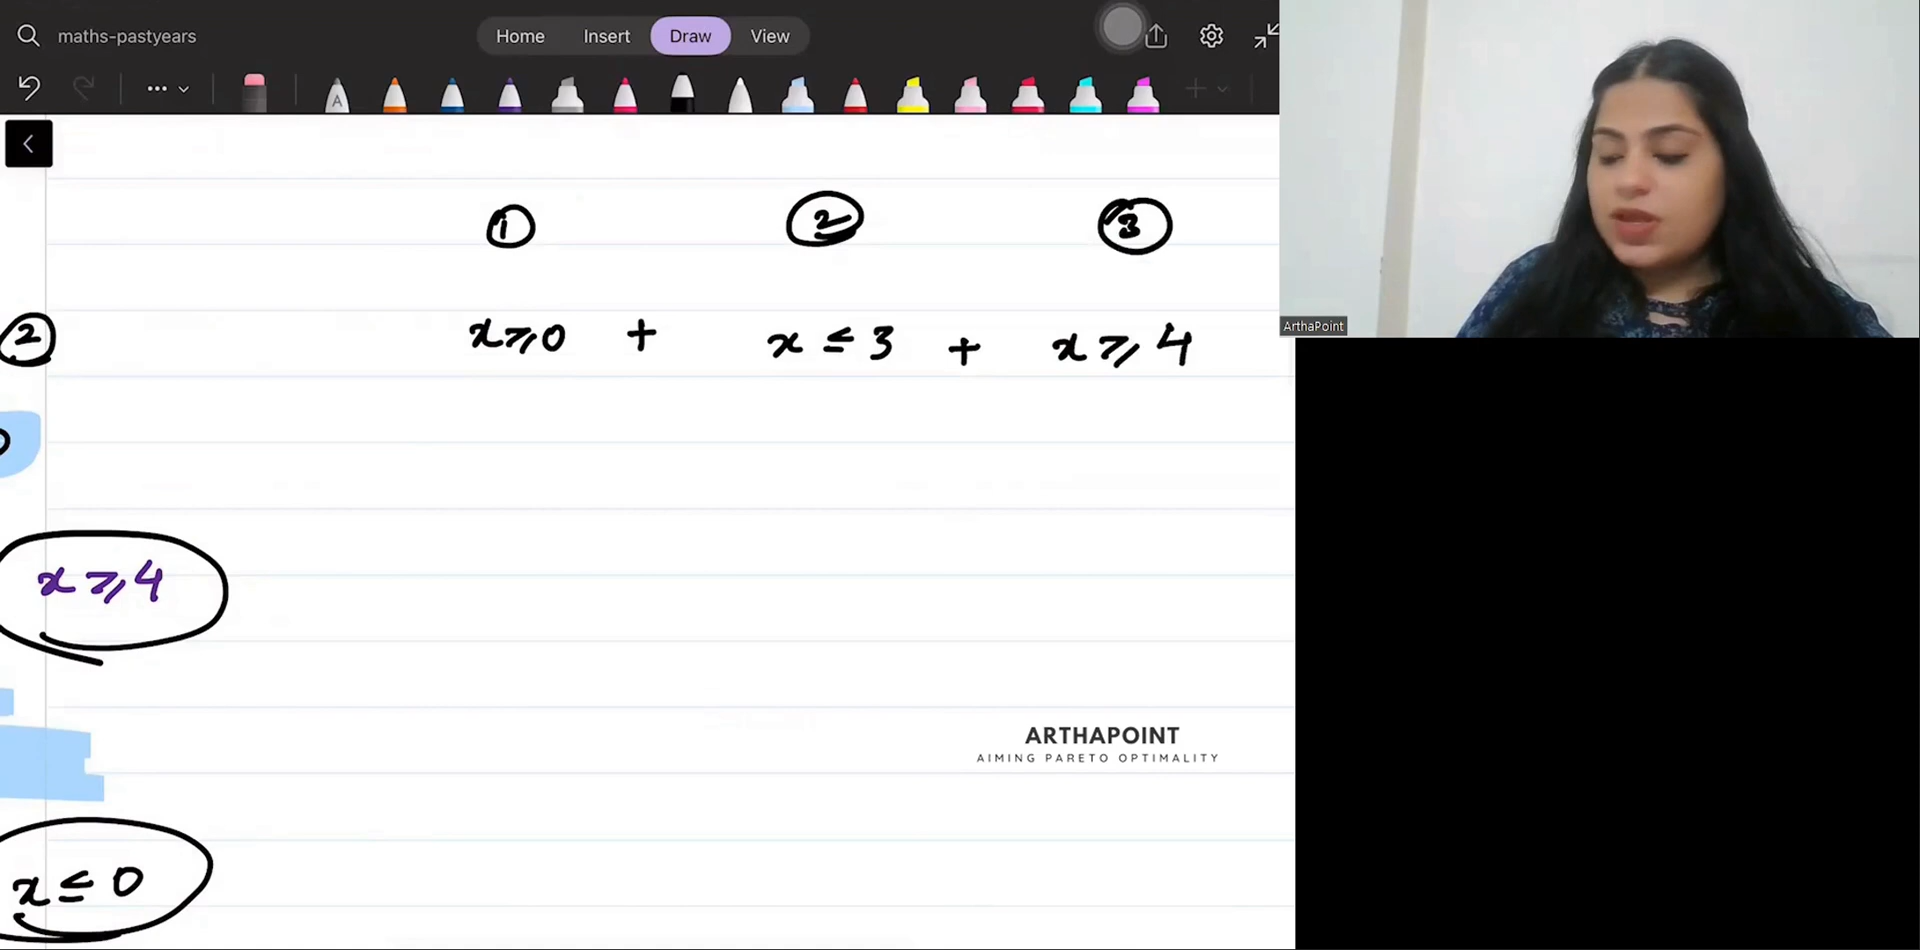 maths-pastyears
Home Insert Draw View
A
① ② ③
② x ≥ 0 + x ≤ 3 + x ≥ 4
x ≥ 4
ARTHAPOINT
AIMING PARETO OPTIMALITY
x ≤ 0
ArthaPoint